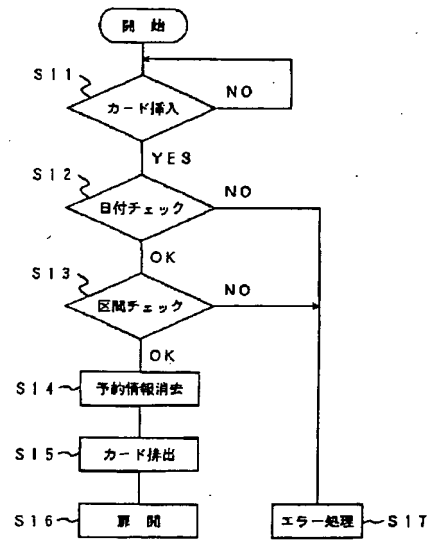 開 始
S11
カード挿入
NO
YES
S12
日付チェック
NO
OK
S13
区間チェック
NO
OK
S14
予約情報消去
S15
カード排出
S16
扉 開
エラー処理
S17